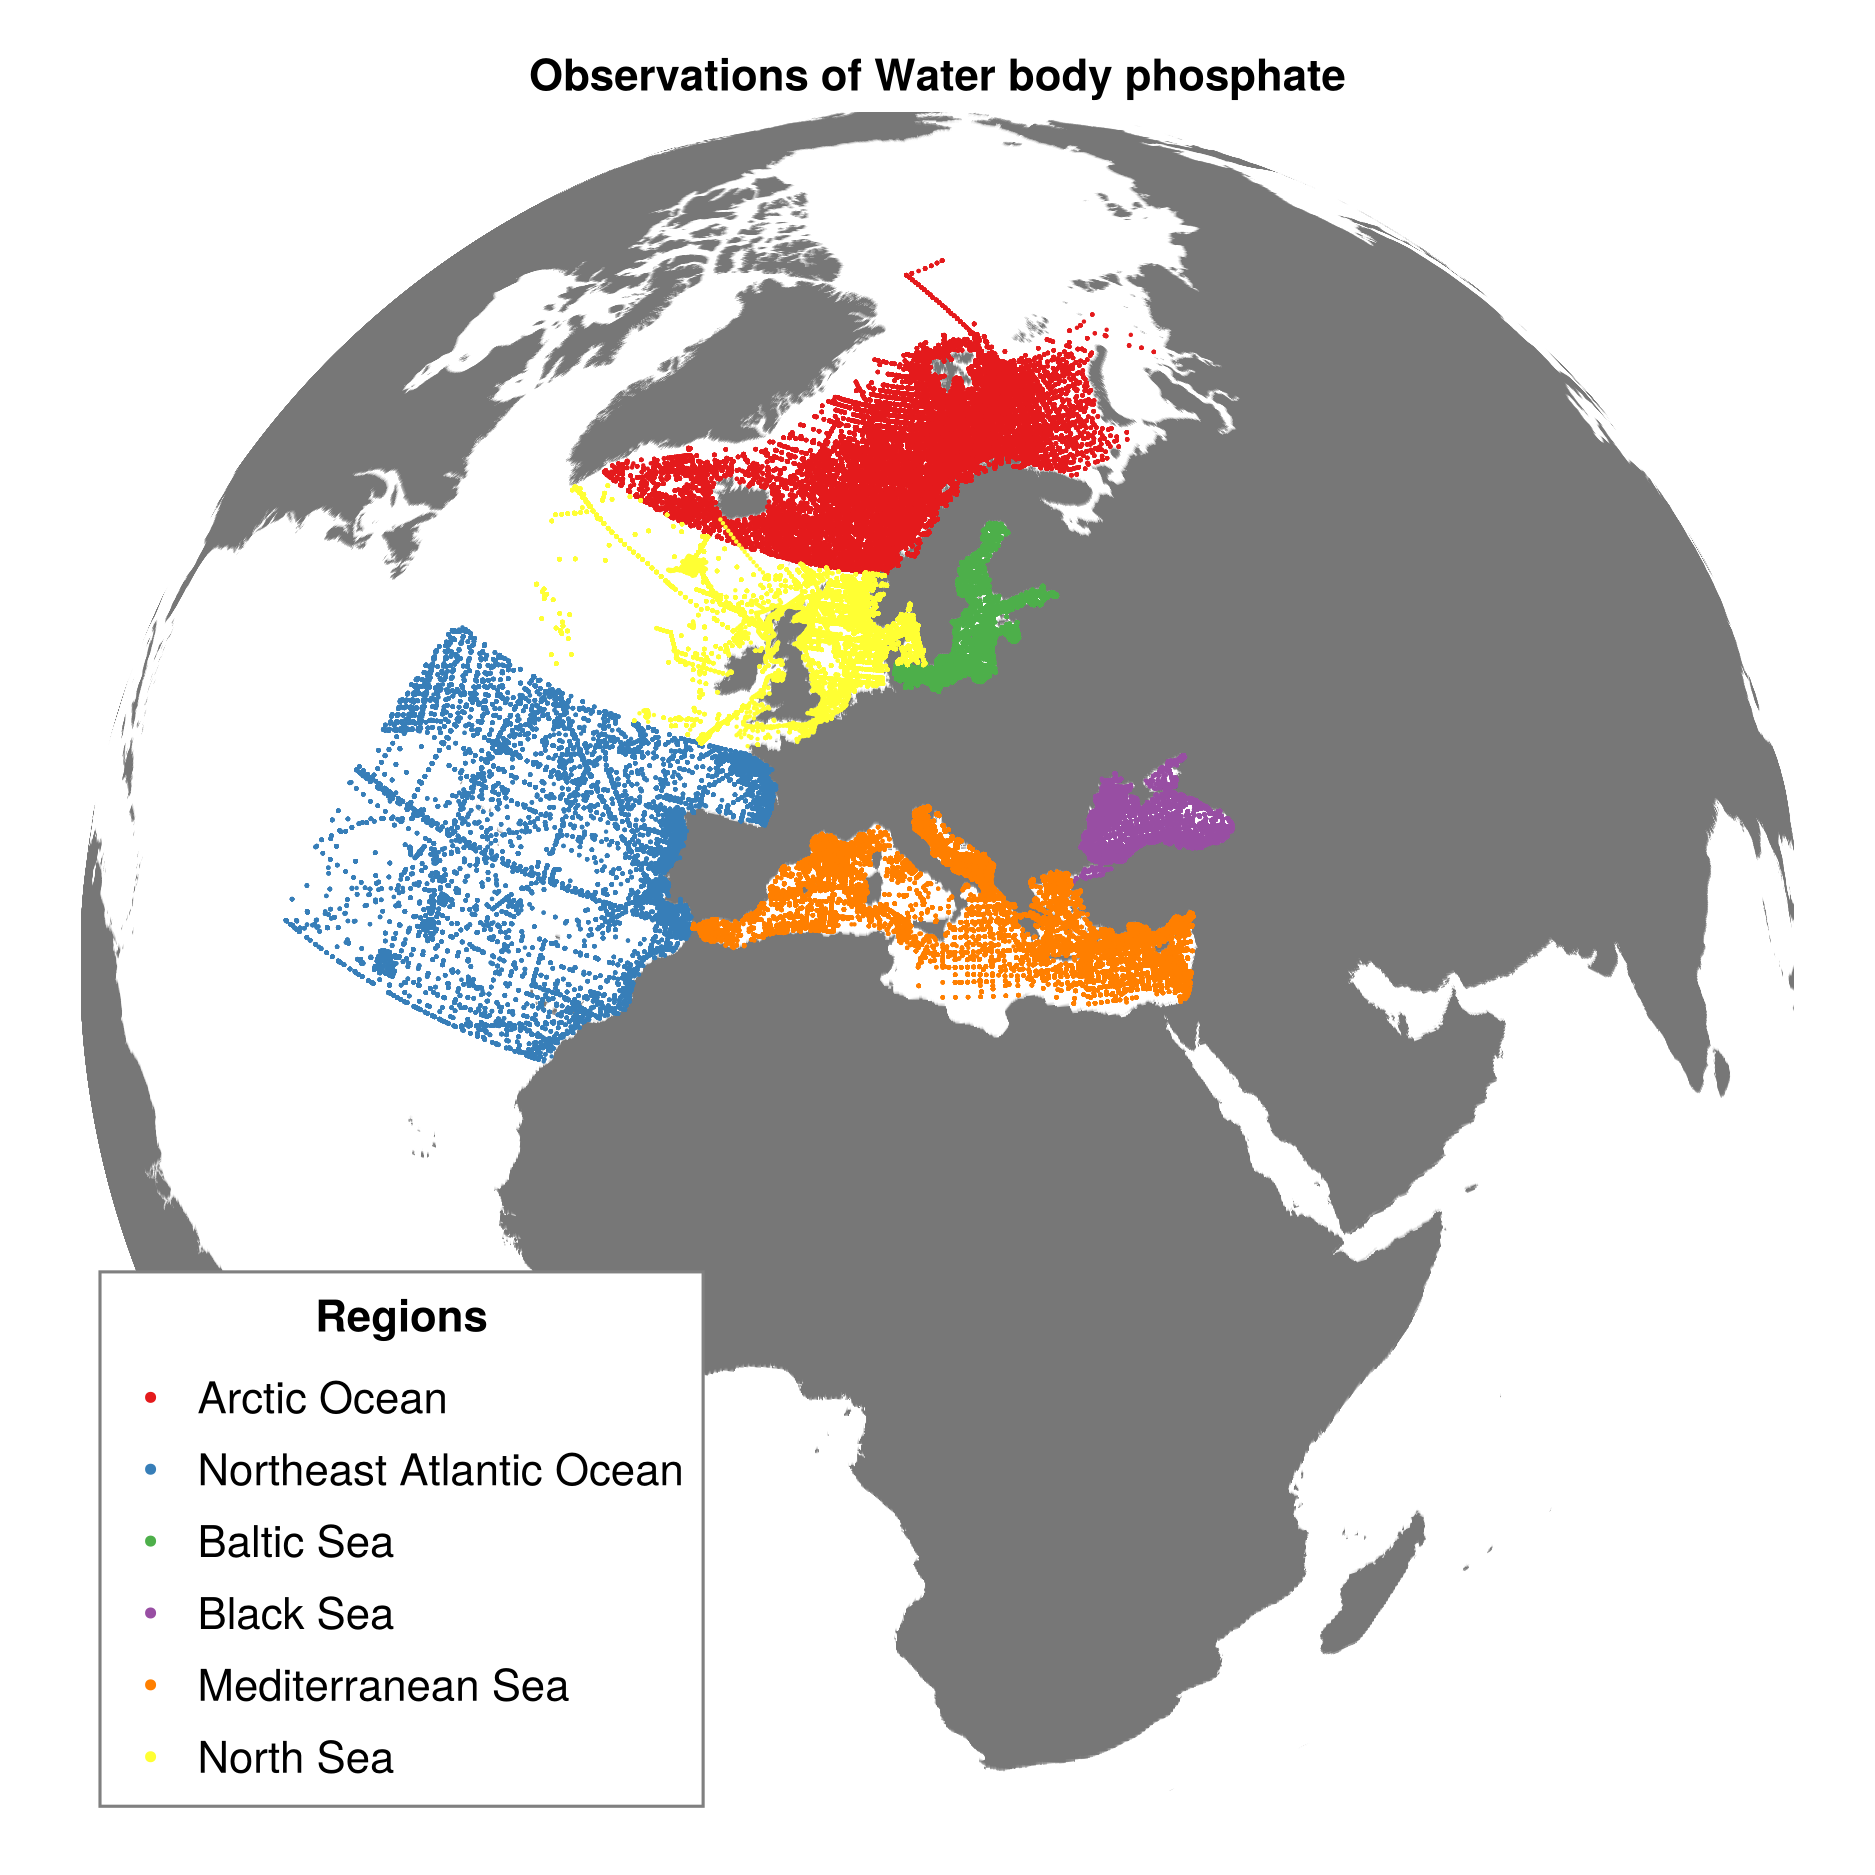 Observations of Water body phosphate
Regions
Arctic Ocean
Northeast Atlantic Ocean
Baltic Sea
Black Sea
Mediterranean Sea
North Sea